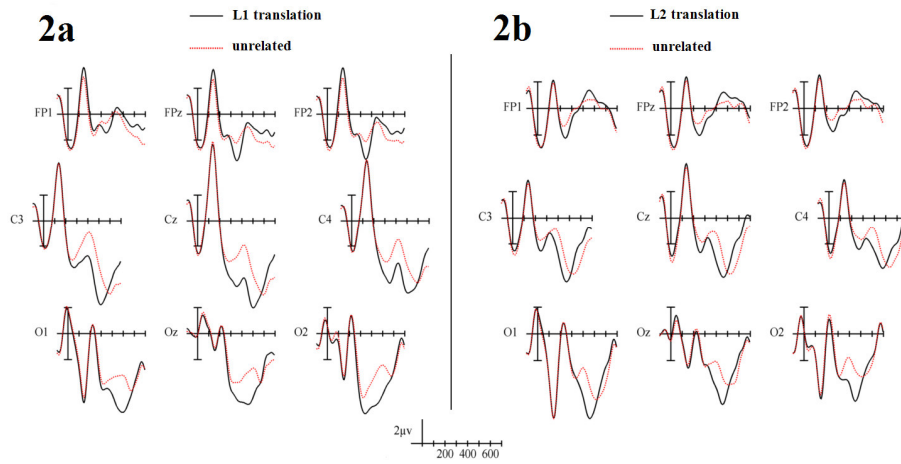 2a
L1 translation
unrelated
FP1
FPz
FP2
C3
Cz
C4
O1
Oz
O2
2b
L2 translation
unrelated
FP1
FPz
FP2
C3
Cz
C4
O1
Oz
O2
2μv
200 400 600